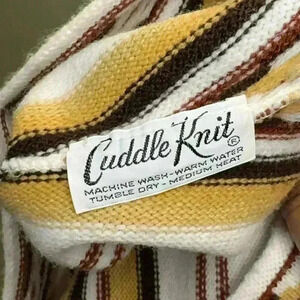 Cuddle Knit®
MACHINE WASH-WARM WATER
TUMBLE DRY - MEDIUM HEAT